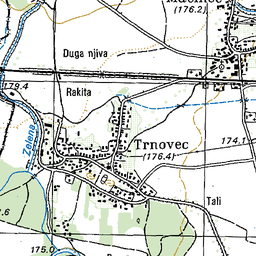 (176.2)
Duga njiva
179.4
Rakita
Zelena
Trnovec
(176.4)
174.1
Tali
175.0